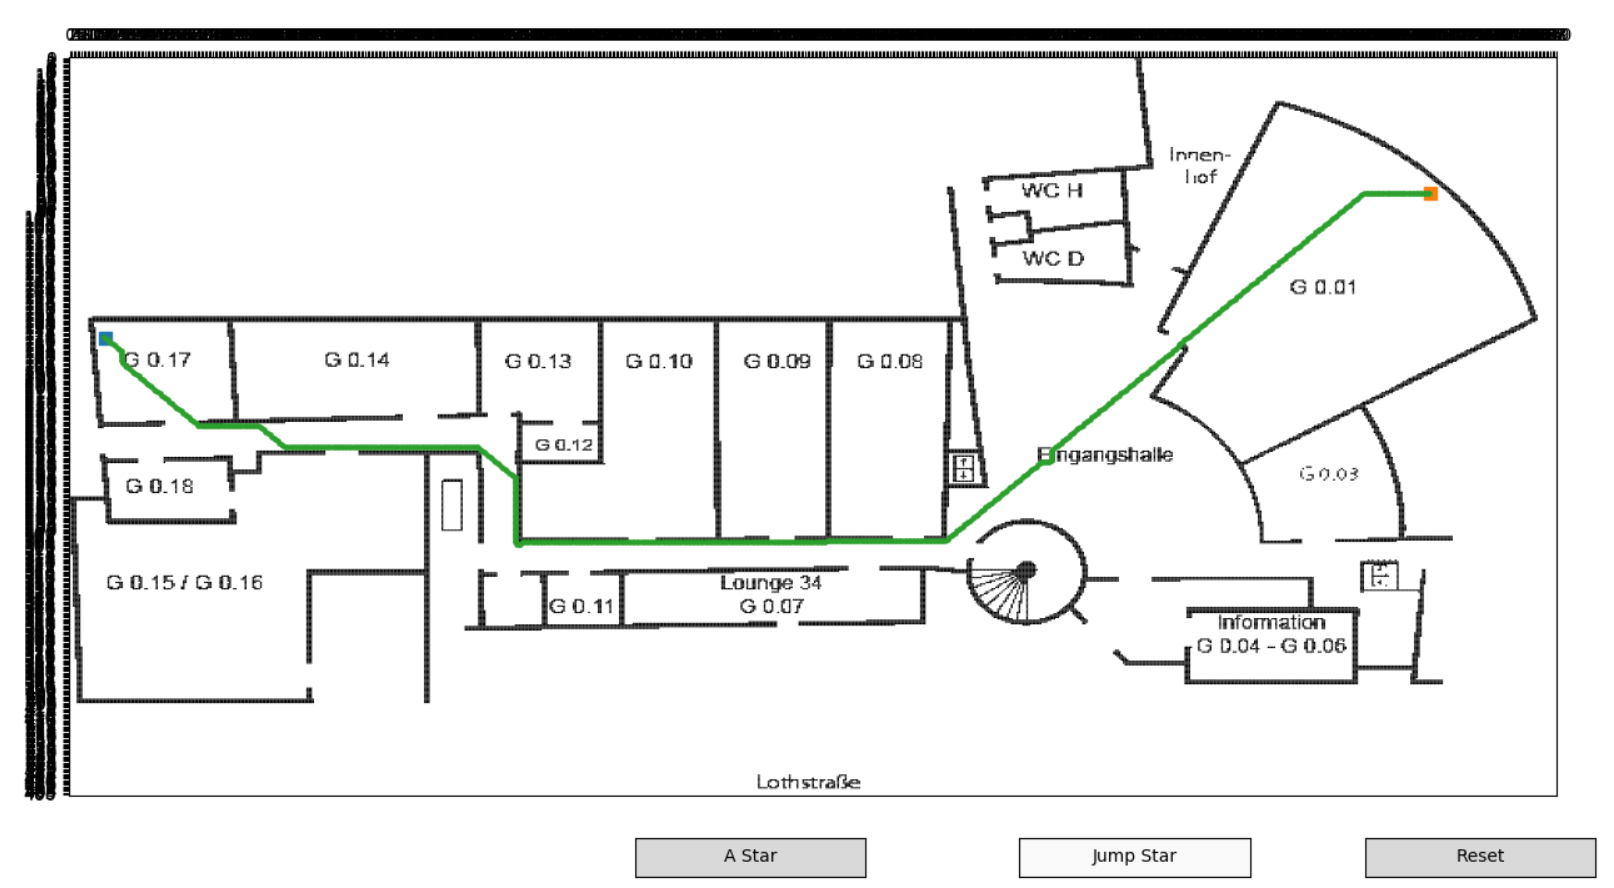 Innen-
hof
WC H
WC D
G 0.01
G 0.17
G 0.14
G 0.13
G 0.10
G 0.09
G 0.08
G 0.12
Eingangshalle
G 0.03
G 0.18
G 0.15 / G 0.16
Lounge 34
G 0.07
G 0.11
Information
G 0.04 - G 0.06
Lothstraße
A Star
Jump Star
Reset